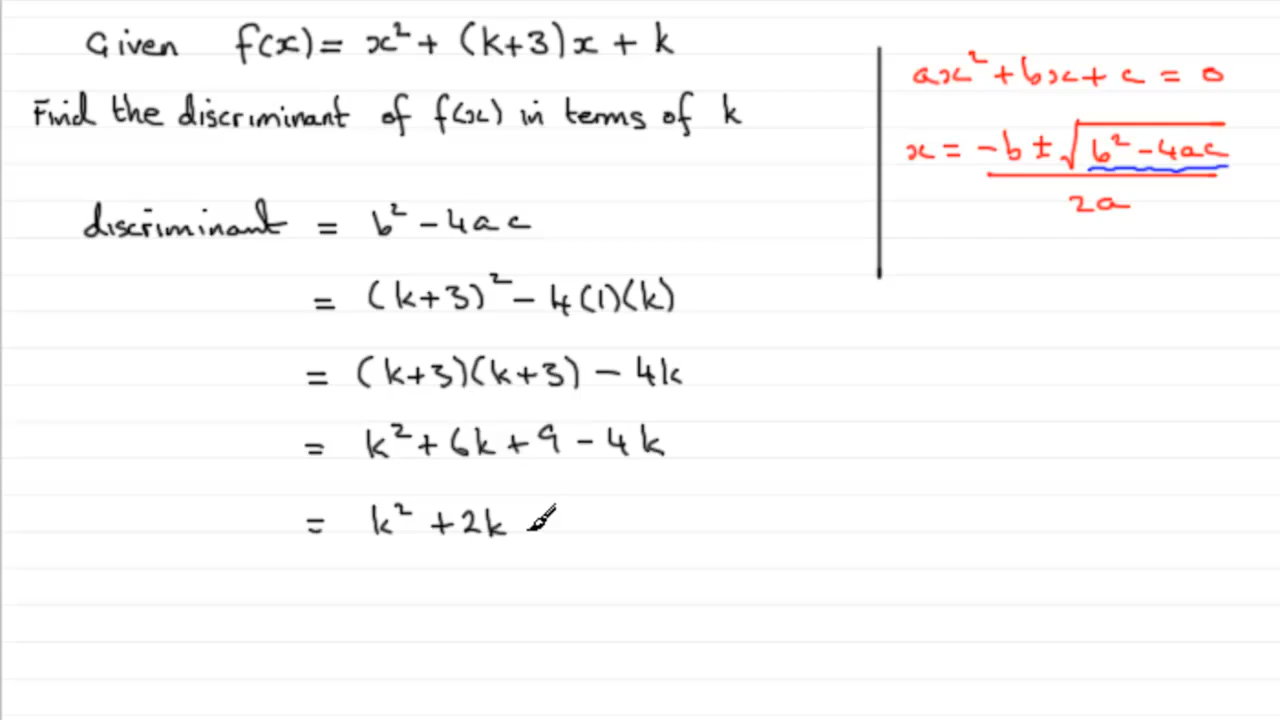 Given f(x) = x² + (k+3)x + k
Find the discriminant of f(x) in terms of k
discriminant = b² - 4ac
= (k+3)² - 4(1)(k)
= (k+3)(k+3) - 4k
= k² + 6k + 9 - 4k
= k² + 2k
ax² + bx + c = 0
x = -b ± √b² - 4ac
2a